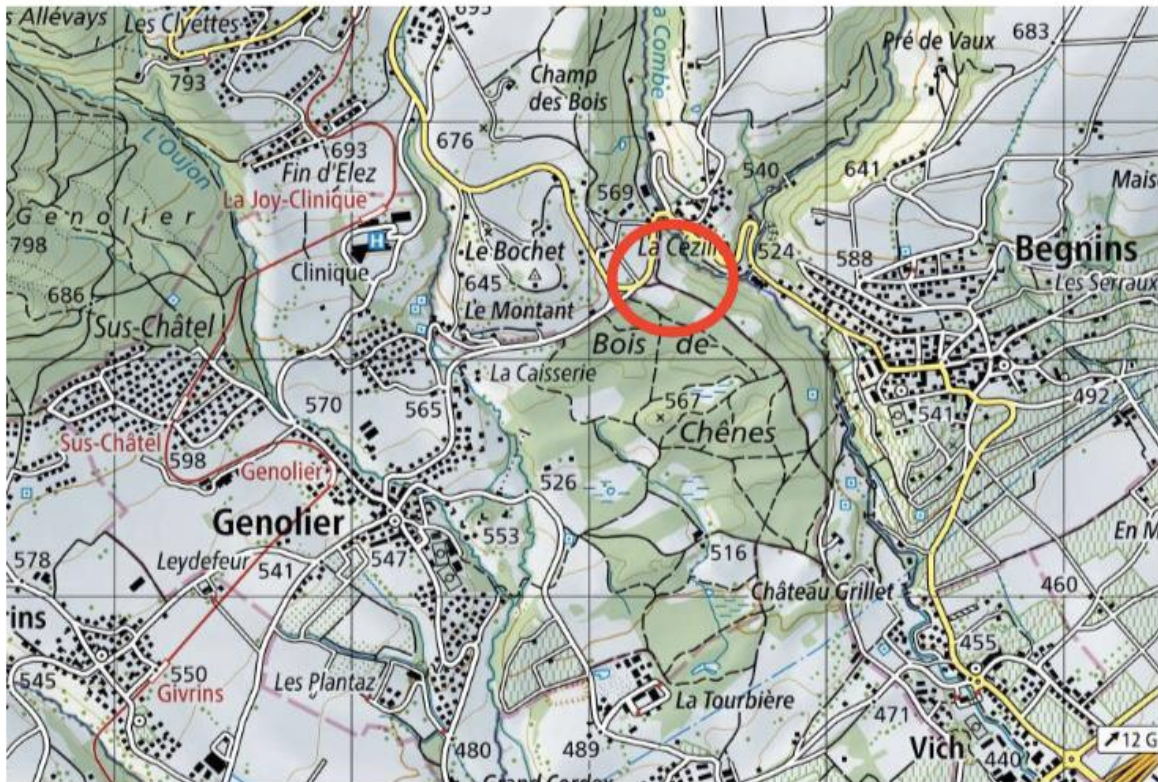 s Allévays
Les Clyettes
693
La Combe
Pré de Vaux
683
793
Champ
des Bois
L'Oujon
693
676
540
Fin d'Elez
641
569
Mais
La Joy-Clinique
Genolier
798
H
Le Bochet
La Cézill
524
Begnins
Clinique
588
645
Les Serraux
686
Le Montant
Sus-Châtel
Bois de
La Caisserie
570
565
567
492
Chênes
541
Sus-Châtel
598
Genolier
526
Genolier
553
516
En M
578
Leydefeur
541
547
Château Grillet
460
ins
455
550
545
Givrins
Les Plantaz
La Tourbière
471
12 G
480
489
Vich
440